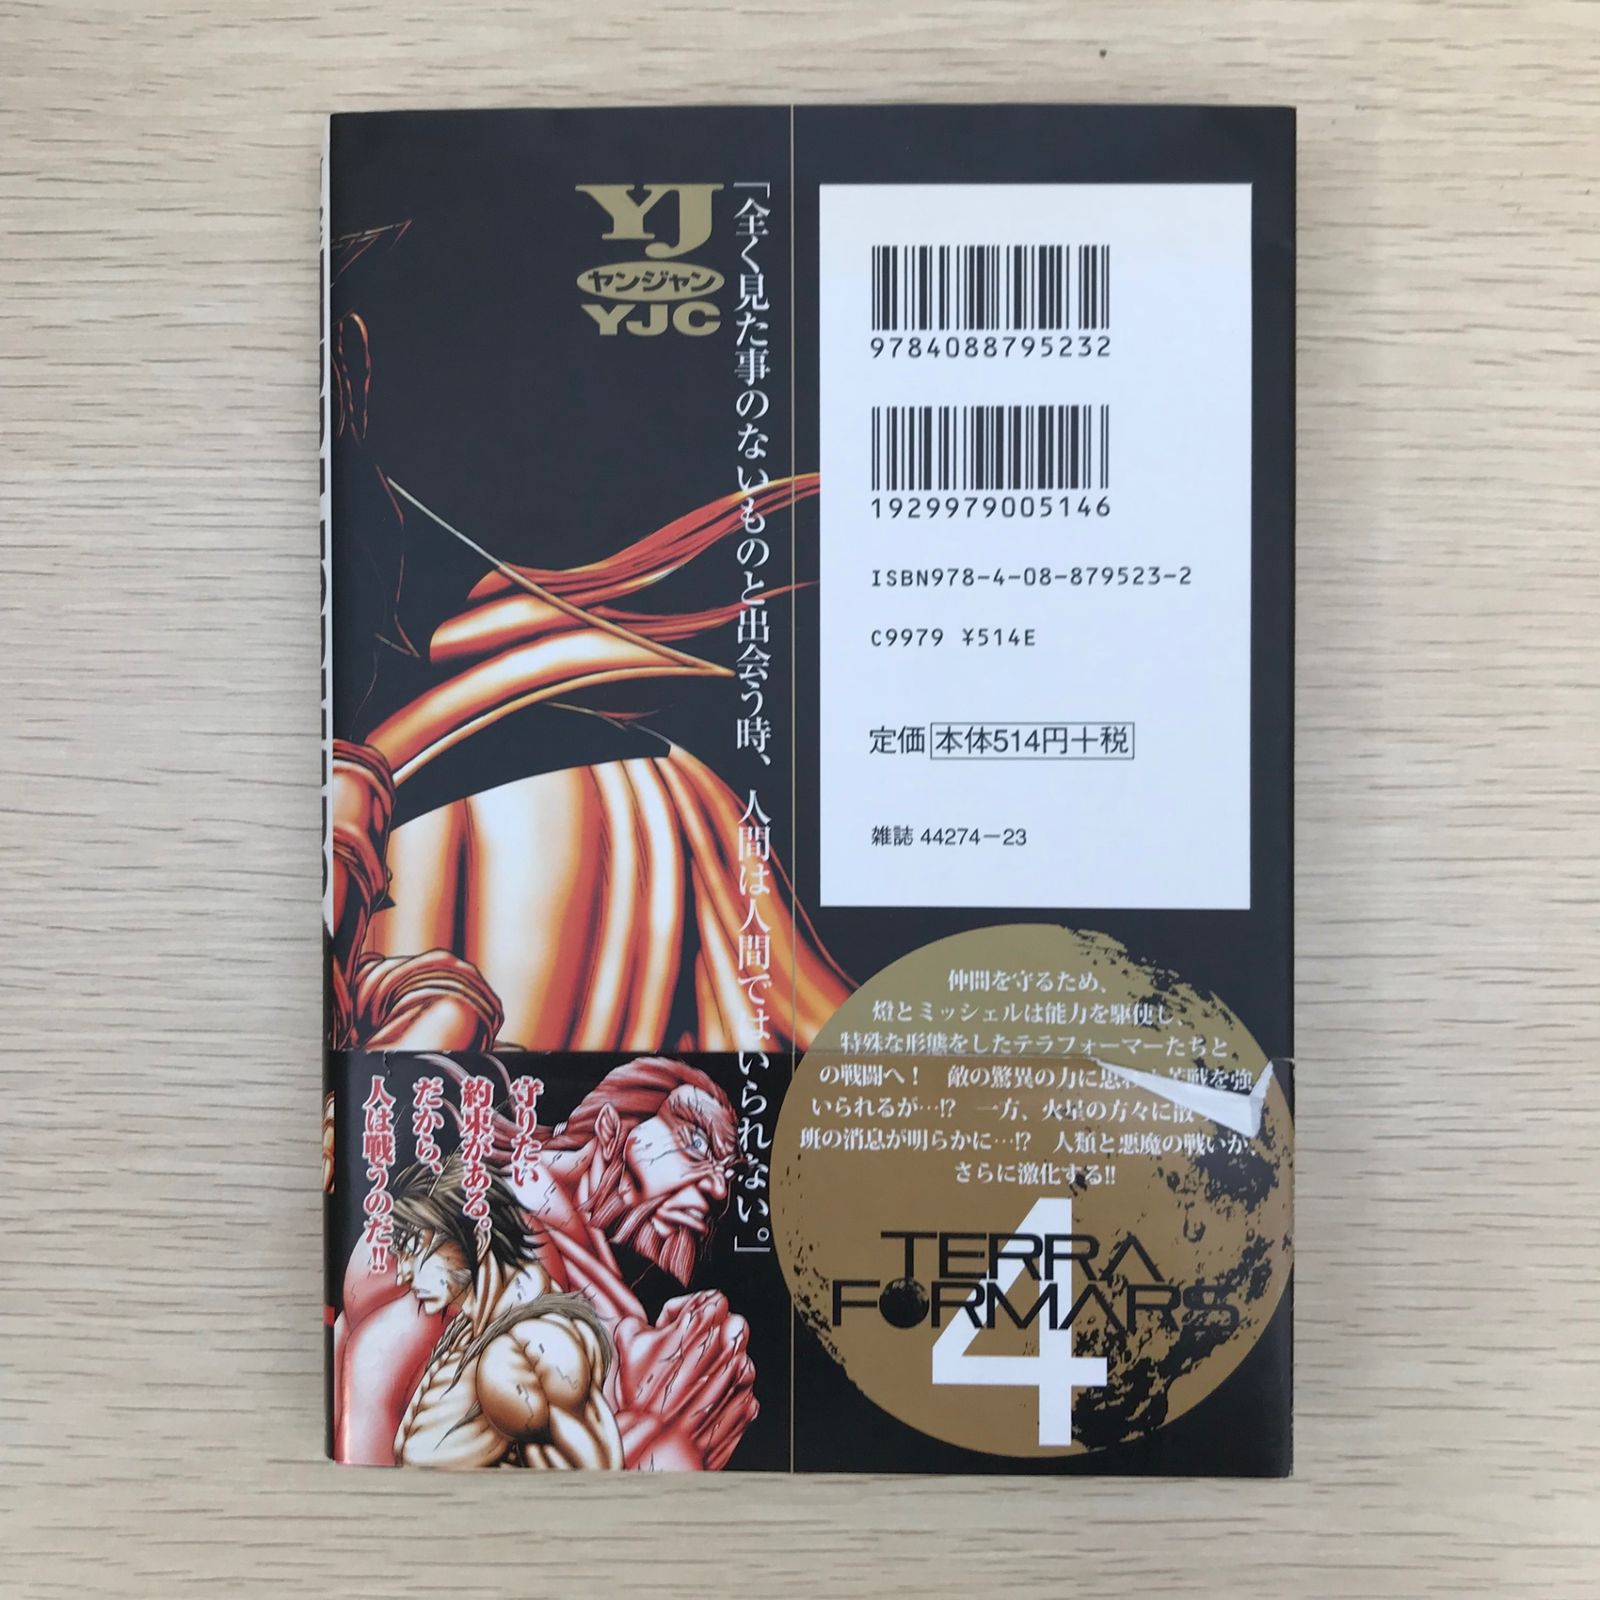 YJ
ヤンジャン
YJC
「全く見た事のないものと出会う時、人間は人間ではいられない。」
9784088795232
1929979005146
ISBN978-4-08-879523-2
C9979 ¥514E
定価 本体514円+税
雑誌 44274-23
仲間を守るため、
燈とミッシェルは能力を駆使し、
特殊な形態をしたテラフォーマーたちと
の戦闘へ! 敵の驚異の力に
を強
いられるが…!? 一方、火星の方々に散
班の消息が明らかに…!? 人類と悪魔の戦いが、
さらに激化する!!
守りたい
約束がある。
だから、
人は戦うのだ!!
TERRA
FORMARS
4